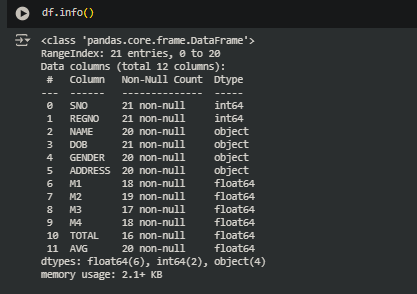 df.info()
<class 'pandas.core.frame.DataFrame'>
RangeIndex: 21 entries, 0 to 20
Data columns (total 12 columns):
 #   Column   Non-Null Count  Dtype
---  ------   --------------  -----
 0   SNO      21 non-null     int64
 1   REGNO    21 non-null     int64
 2   NAME     20 non-null     object
 3   DOB      21 non-null     object
 4   GENDER   20 non-null     object
 5   ADDRESS  20 non-null     object
 6   M1       18 non-null     float64
 7   M2       19 non-null     float64
 8   M3       17 non-null     float64
 9   M4       18 non-null     float64
 10  TOTAL    16 non-null     float64
 11  AVG      20 non-null     float64
dtypes: float64(6), int64(2), object(4)
memory usage: 2.1+ KB